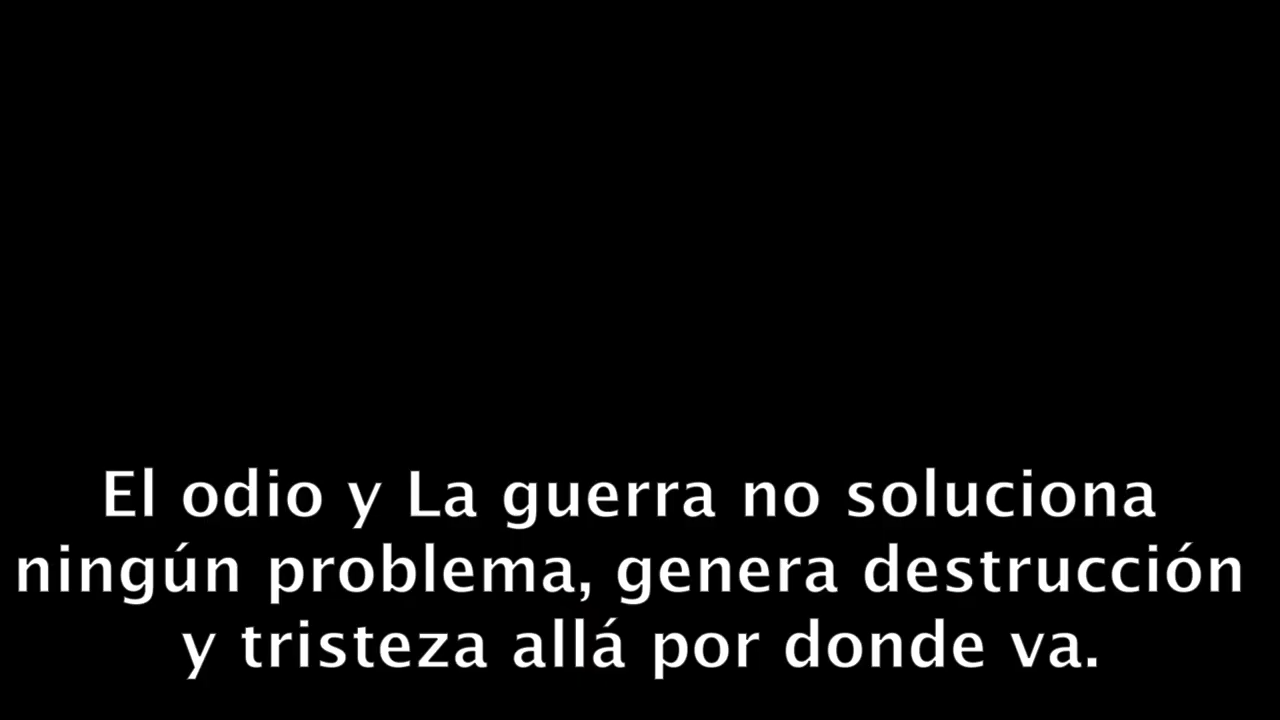 El odio y La guerra no soluciona
ningún problema, genera destrucción
y tristeza allá por donde va.